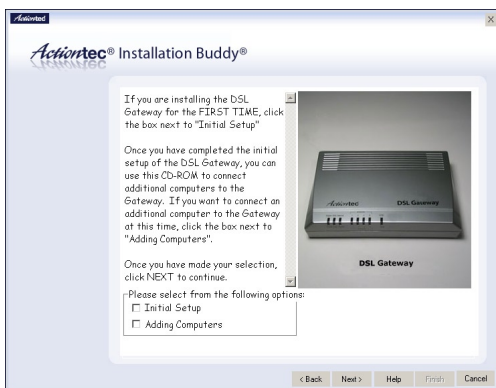 Actiontec
Actiontec® Installation Buddy®
If you are installing the DSL
Gateway for the FIRST TIME, click
the box next to "Initial Setup"
Once you have completed the initial
setup of the DSL Gateway, you can
use this CD-ROM to connect
additional computers to the
Gateway. If you want to connect an
additional computer to the Gateway
at this time, click the box next to
"Adding Computers".
Once you have made your selection,
click NEXT to continue.
Actiontec DSL Gateway
DSL Gateway
Please select from the following options:
Initial Setup
Adding Computers
< Back Next > Help Finish Cancel